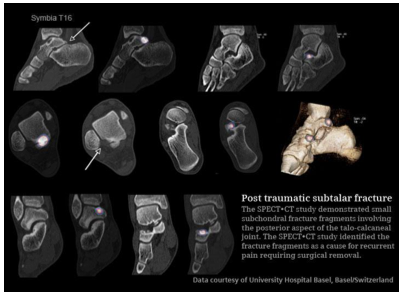 Symbia T16
Post traumatic subtalar fracture
The SPECT•CT study demonstrated small
subchondral fracture fragments involving
the posterior aspect of the talo-calcaneal
joint. The SPECT•CT study identified the
fracture fragments as a cause for recurrent
pain requiring surgical removal.
Data courtesy of University Hospital Basel, Basel/Switzerland